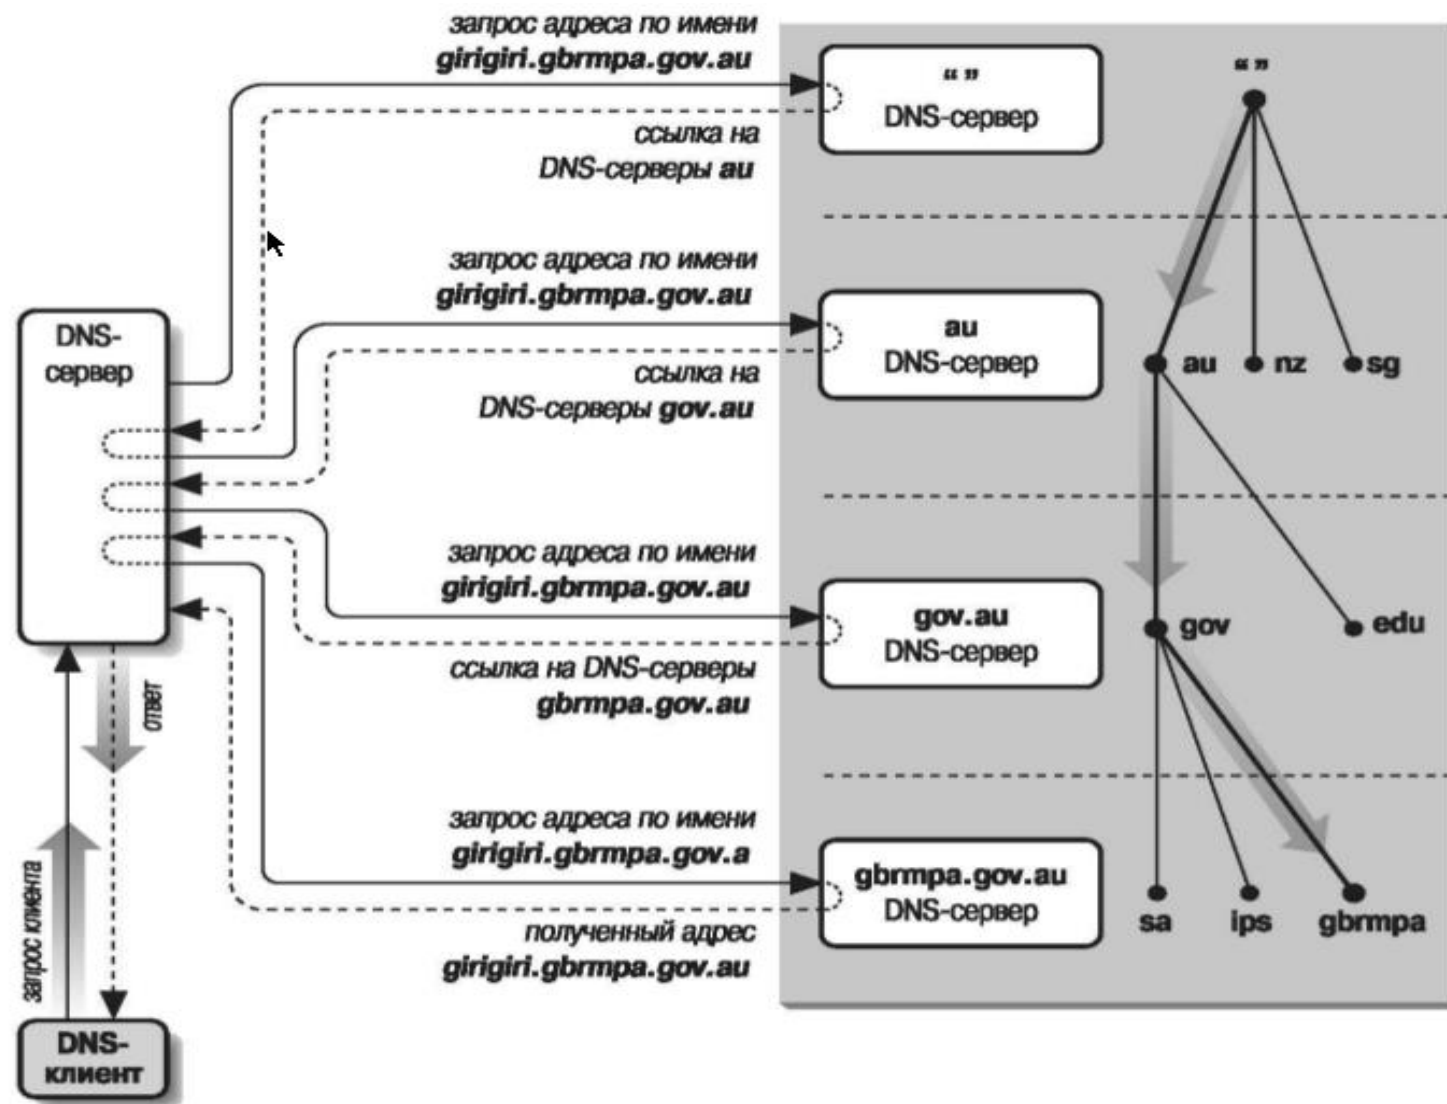 запрос адреса по имени
girigiri.gbrmpa.gov.au
“ ”
DNS-сервер
“ ”
ссылка на
DNS-серверы au
запрос адреса по имени
girigiri.gbrmpa.gov.au
DNS-
сервер
au
DNS-сервер
au
nz
sg
ссылка на
DNS-серверы gov.au
запрос адреса по имени
girigiri.gbrmpa.gov.au
gov.au
DNS-сервер
gov
edu
ссылка на DNS-серверы
gbrmpa.gov.au
ответ
запрос адреса по имени
girigiri.gbrmpa.gov.a
gbrmpa.gov.au
DNS-сервер
sa
ips
gbrmpa
полученный адрес
girigiri.gbrmpa.gov.au
запрос клиента
DNS-
клиент